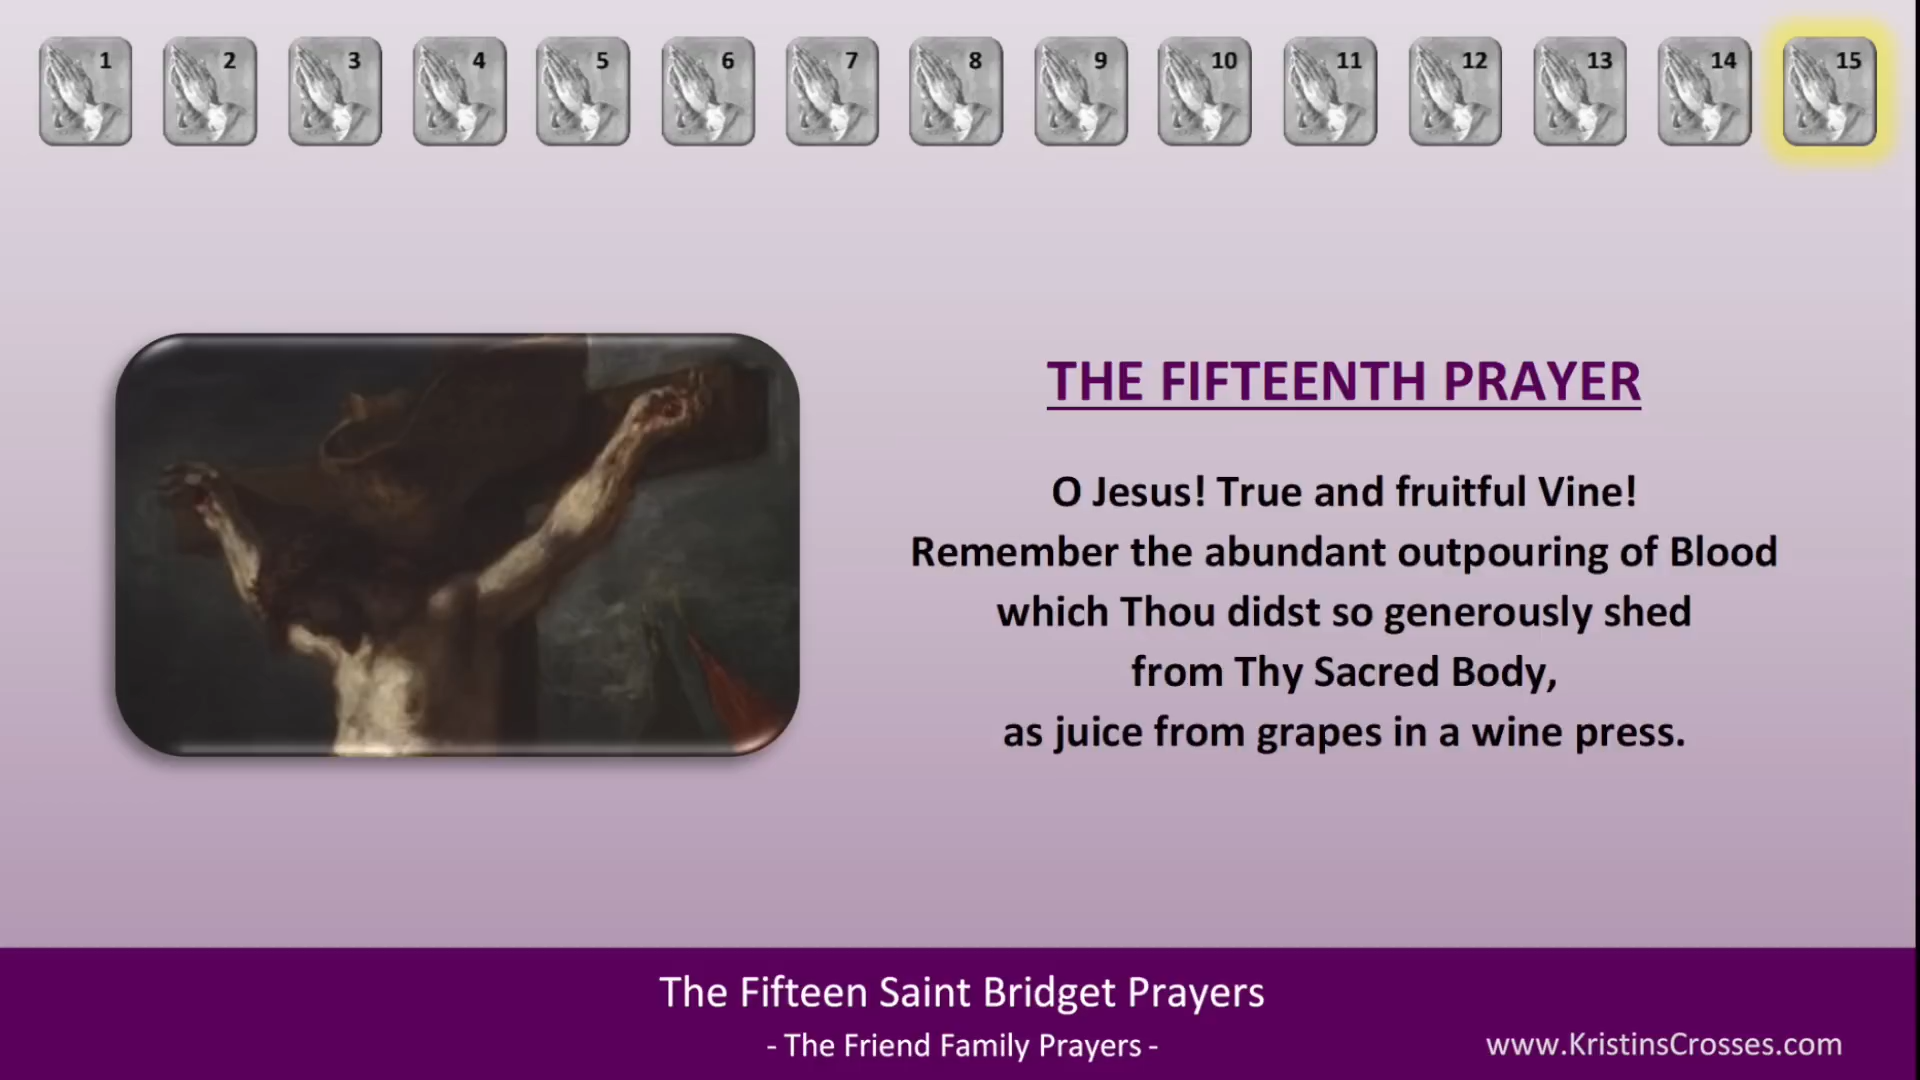 1 2 3 4 5 6 7 8 9 10 11 12 13 14 15
THE FIFTEENTH PRAYER
O Jesus! True and fruitful Vine!
Remember the abundant outpouring of Blood
which Thou didst so generously shed
from Thy Sacred Body,
as juice from grapes in a wine press.
The Fifteen Saint Bridget Prayers
- The Friend Family Prayers -
www.KristinsCrosses.com